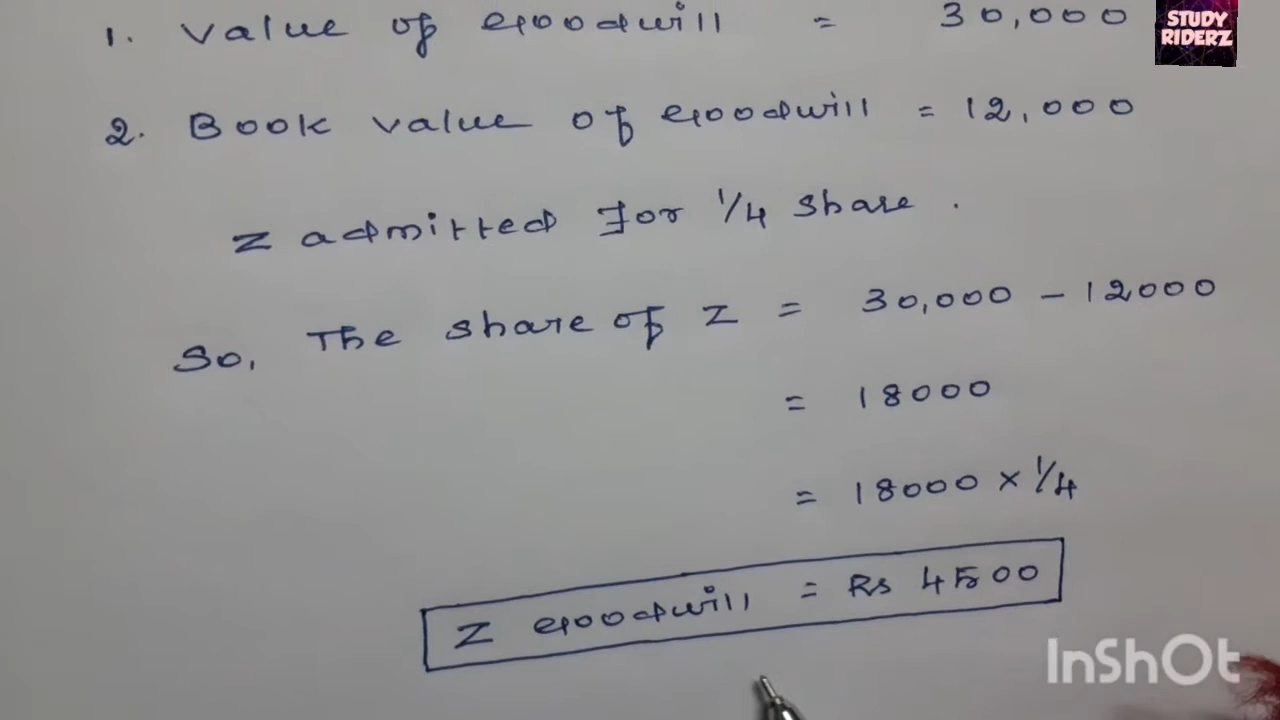 1. Value of Goodwill = 30,000
STUDY
RIDERZ
2. Book value of Goodwill = 12,000
Z admitted for 1/4 share.
So, The share of Z = 30,000 - 12000
= 18000
= 18000 × 1/4
Z Goodwill = Rs 4500
InShOt